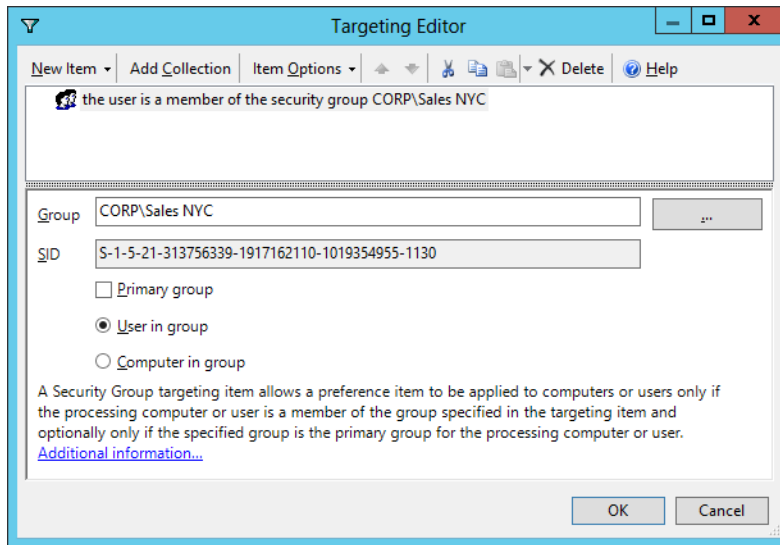 Targeting Editor
New Item Add Collection Item Options Delete Help
the user is a member of the security group CORP\Sales NYC
Group CORP\Sales NYC ...
SID S-1-5-21-313756339-1917162110-1019354955-1130
Primary group
User in group
Computer in group
A Security Group targeting item allows a preference item to be applied to computers or users only if
the processing computer or user is a member of the group specified in the targeting item and
optionally only if the specified group is the primary group for the processing computer or user.
Additional information...
OK Cancel